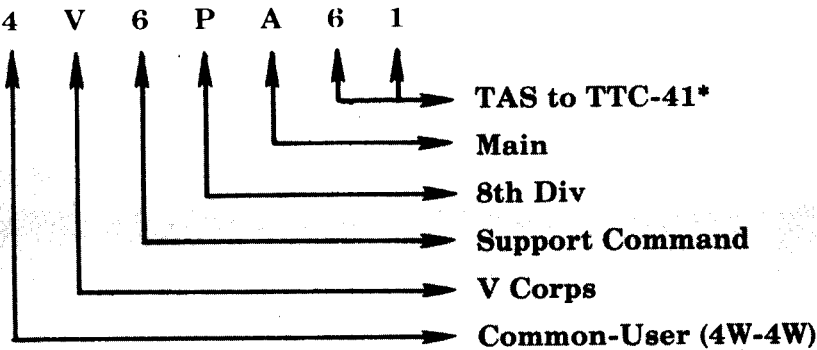 4 V 6 P A 6 1
TAS to TTC-41*
Main
8th Div
Support Command
V Corps
Common-User (4W-4W)